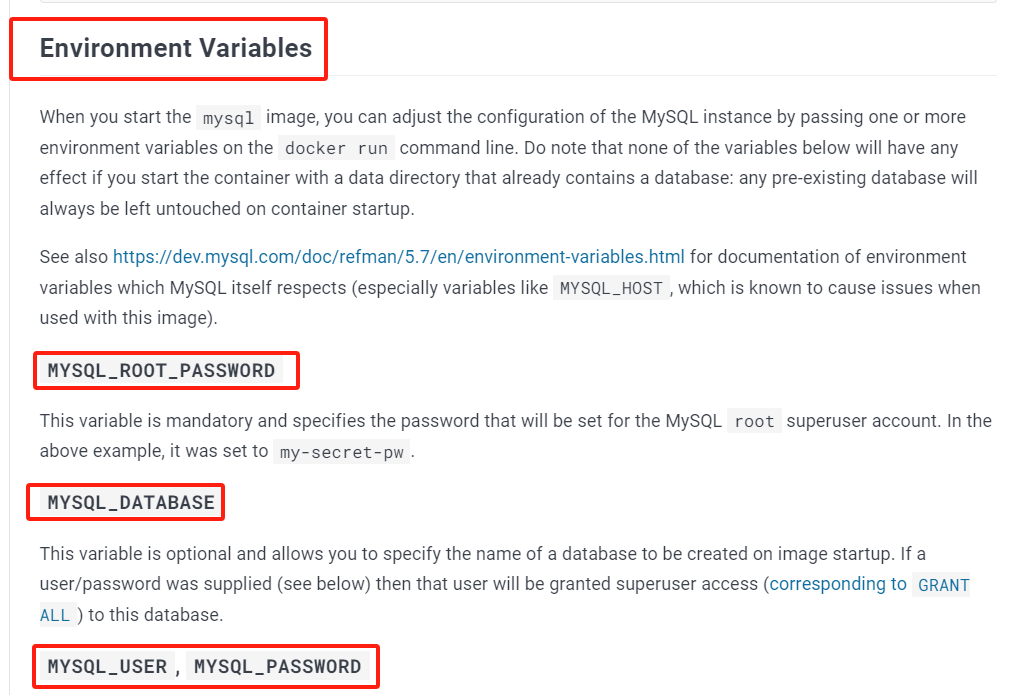 Environment Variables
When you start the mysql image, you can adjust the configuration of the MySQL instance by passing one or more
environment variables on the docker run command line. Do note that none of the variables below will have any
effect if you start the container with a data directory that already contains a database: any pre-existing database will
always be left untouched on container startup.
See also https://dev.mysql.com/doc/refman/5.7/en/environment-variables.html for documentation of environment
variables which MySQL itself respects (especially variables like MYSQL_HOST, which is known to cause issues when
used with this image).
MYSQL_ROOT_PASSWORD
This variable is mandatory and specifies the password that will be set for the MySQL root superuser account. In the
above example, it was set to my-secret-pw.
MYSQL_DATABASE
This variable is optional and allows you to specify the name of a database to be created on image startup. If a
user/password was supplied (see below) then that user will be granted superuser access (corresponding to GRANT
ALL) to this database.
MYSQL_USER, MYSQL_PASSWORD